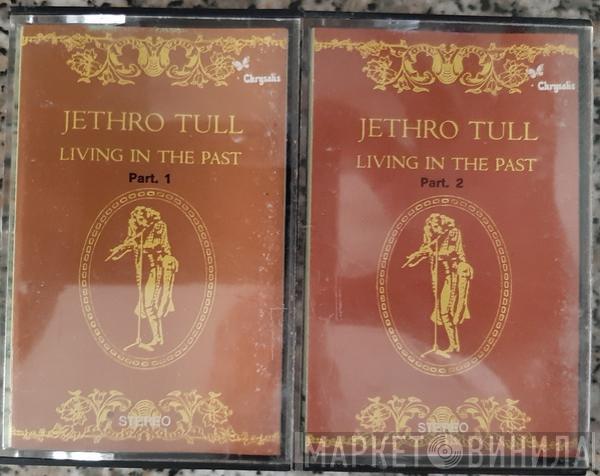 Chrysalis
JETHRO TULL
LIVING IN THE PAST
Part. 1
STEREO
Chrysalis
JETHRO TULL
LIVING IN THE PAST
Part. 2
STEREO
МАРКЕТ ВИНИЛА